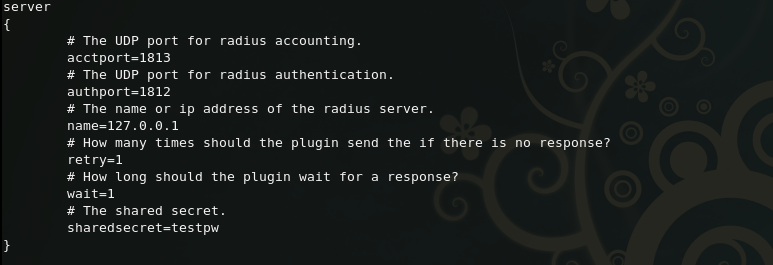 server
{
# The UDP port for radius accounting.
acctport=1813
# The UDP port for radius authentication.
authport=1812
# The name or ip address of the radius server.
name=127.0.0.1
# How many times should the plugin send the if there is no response?
retry=1
# How long should the plugin wait for a response?
wait=1
# The shared secret.
sharedsecret=testpw
}